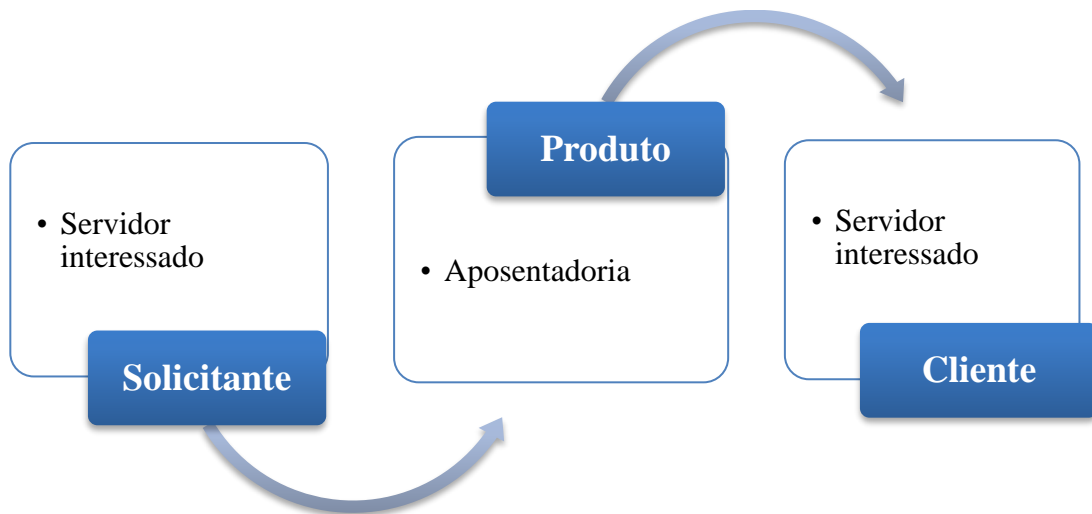 • Servidor
interessado
Solicitante
Produto
• Aposentadoria
• Servidor
interessado
Cliente